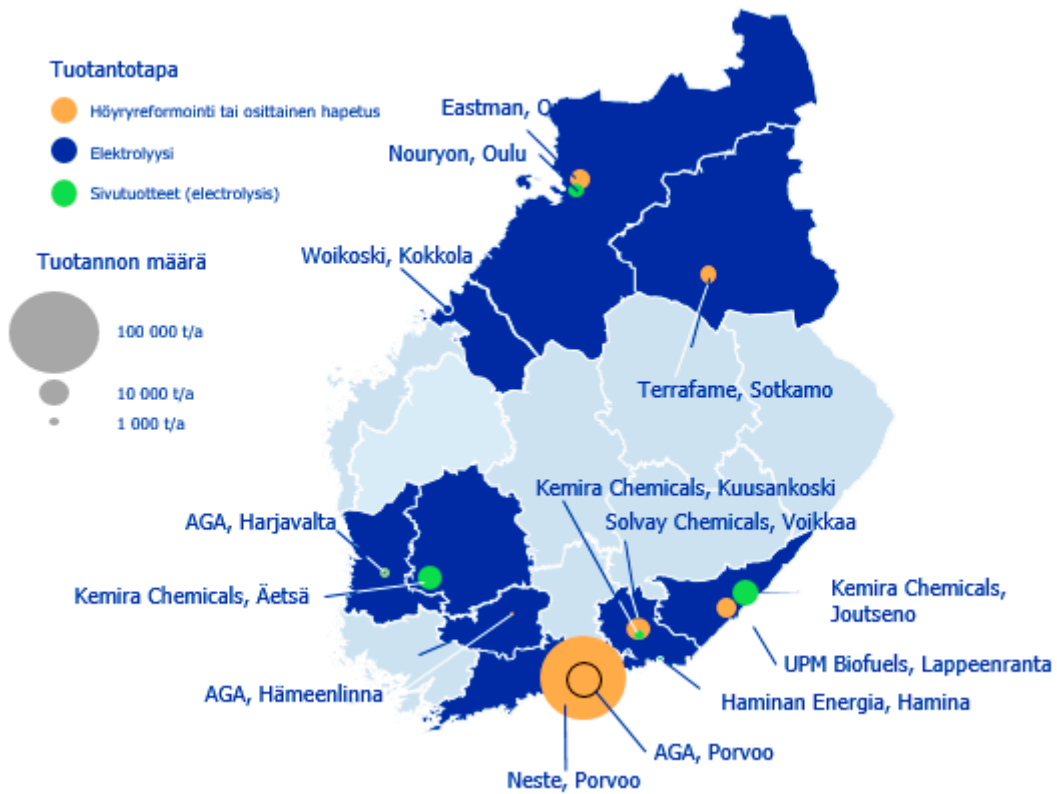 Tuotantotapa
Höyryreformointi tai osittainen hapetus
Elektrolyysi
Sivutuotteet (electrolysis)
Tuotannon määrä
100 000 t/a
10 000 t/a
1 000 t/a
Eastman, O
Nouryon, Oulu
Woikoski, Kokkola
Terrafame, Sotkamo
Kemira Chemicals, Kuusankoski
Solvay Chemicals, Voikkaa
AGA, Harjavalta
Kemira Chemicals, Äetsä
Kemira Chemicals,
Joutseno
UPM Biofuels, Lappeenranta
AGA, Hämeenlinna
Haminan Energia, Hamina
AGA, Porvoo
Neste, Porvoo